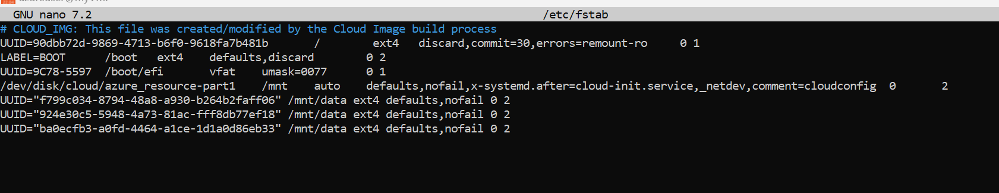 GNU nano 7.2 /etc/fstab
# CLOUD_IMG: This file was created/modified by the Cloud Image build process
UUID=90dbb72d-9869-4713-b6f0-9618fa7b481b / ext4 discard,commit=30,errors=remount-ro 0 1
LABEL=BOOT /boot ext4 defaults,discard 0 2
UUID=9C78-5597 /boot/efi vfat umask=0077 0 1
/dev/disk/cloud/azure_resource-part1 /mnt auto defaults,nofail,x-systemd.after=cloud-init.service,_netdev,comment=cloudconfig 0 2
UUID="f799c034-8794-48a8-a930-b264b2faff06" /mnt/data ext4 defaults,nofail 0 2
UUID="924e30c5-5948-4a73-81ac-fff8db77ef18" /mnt/data ext4 defaults,nofail 0 2
UUID="ba0ecfb3-a0fd-4464-a1ce-1d1a0d86eb33" /mnt/data ext4 defaults,nofail 0 2